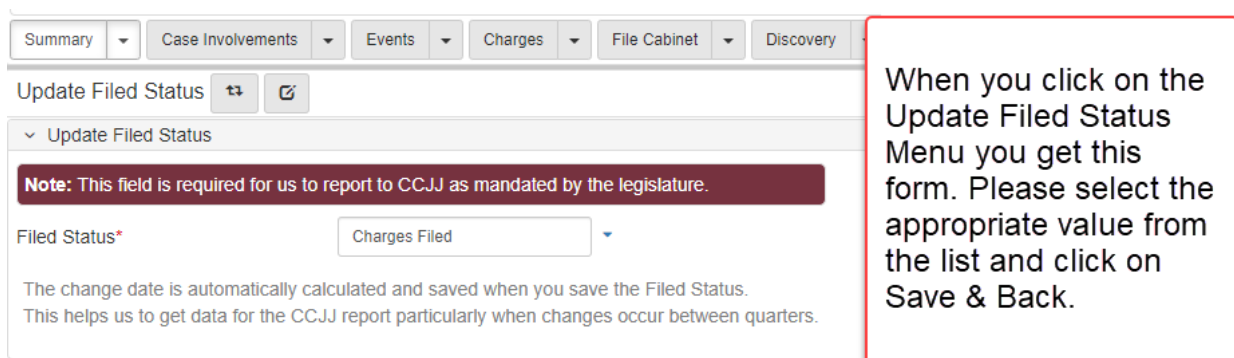 Summary Case Involvements Events Charges File Cabinet Discovery
Update Filed Status
Update Filed Status
Note: This field is required for us to report to CCJJ as mandated by the legislature.
Filed Status* Charges Filed
The change date is automatically calculated and saved when you save the Filed Status.
This helps us to get data for the CCJJ report particularly when changes occur between quarters.
When you click on the
Update Filed Status
Menu you get this
form. Please select the
appropriate value from
the list and click on
Save & Back.